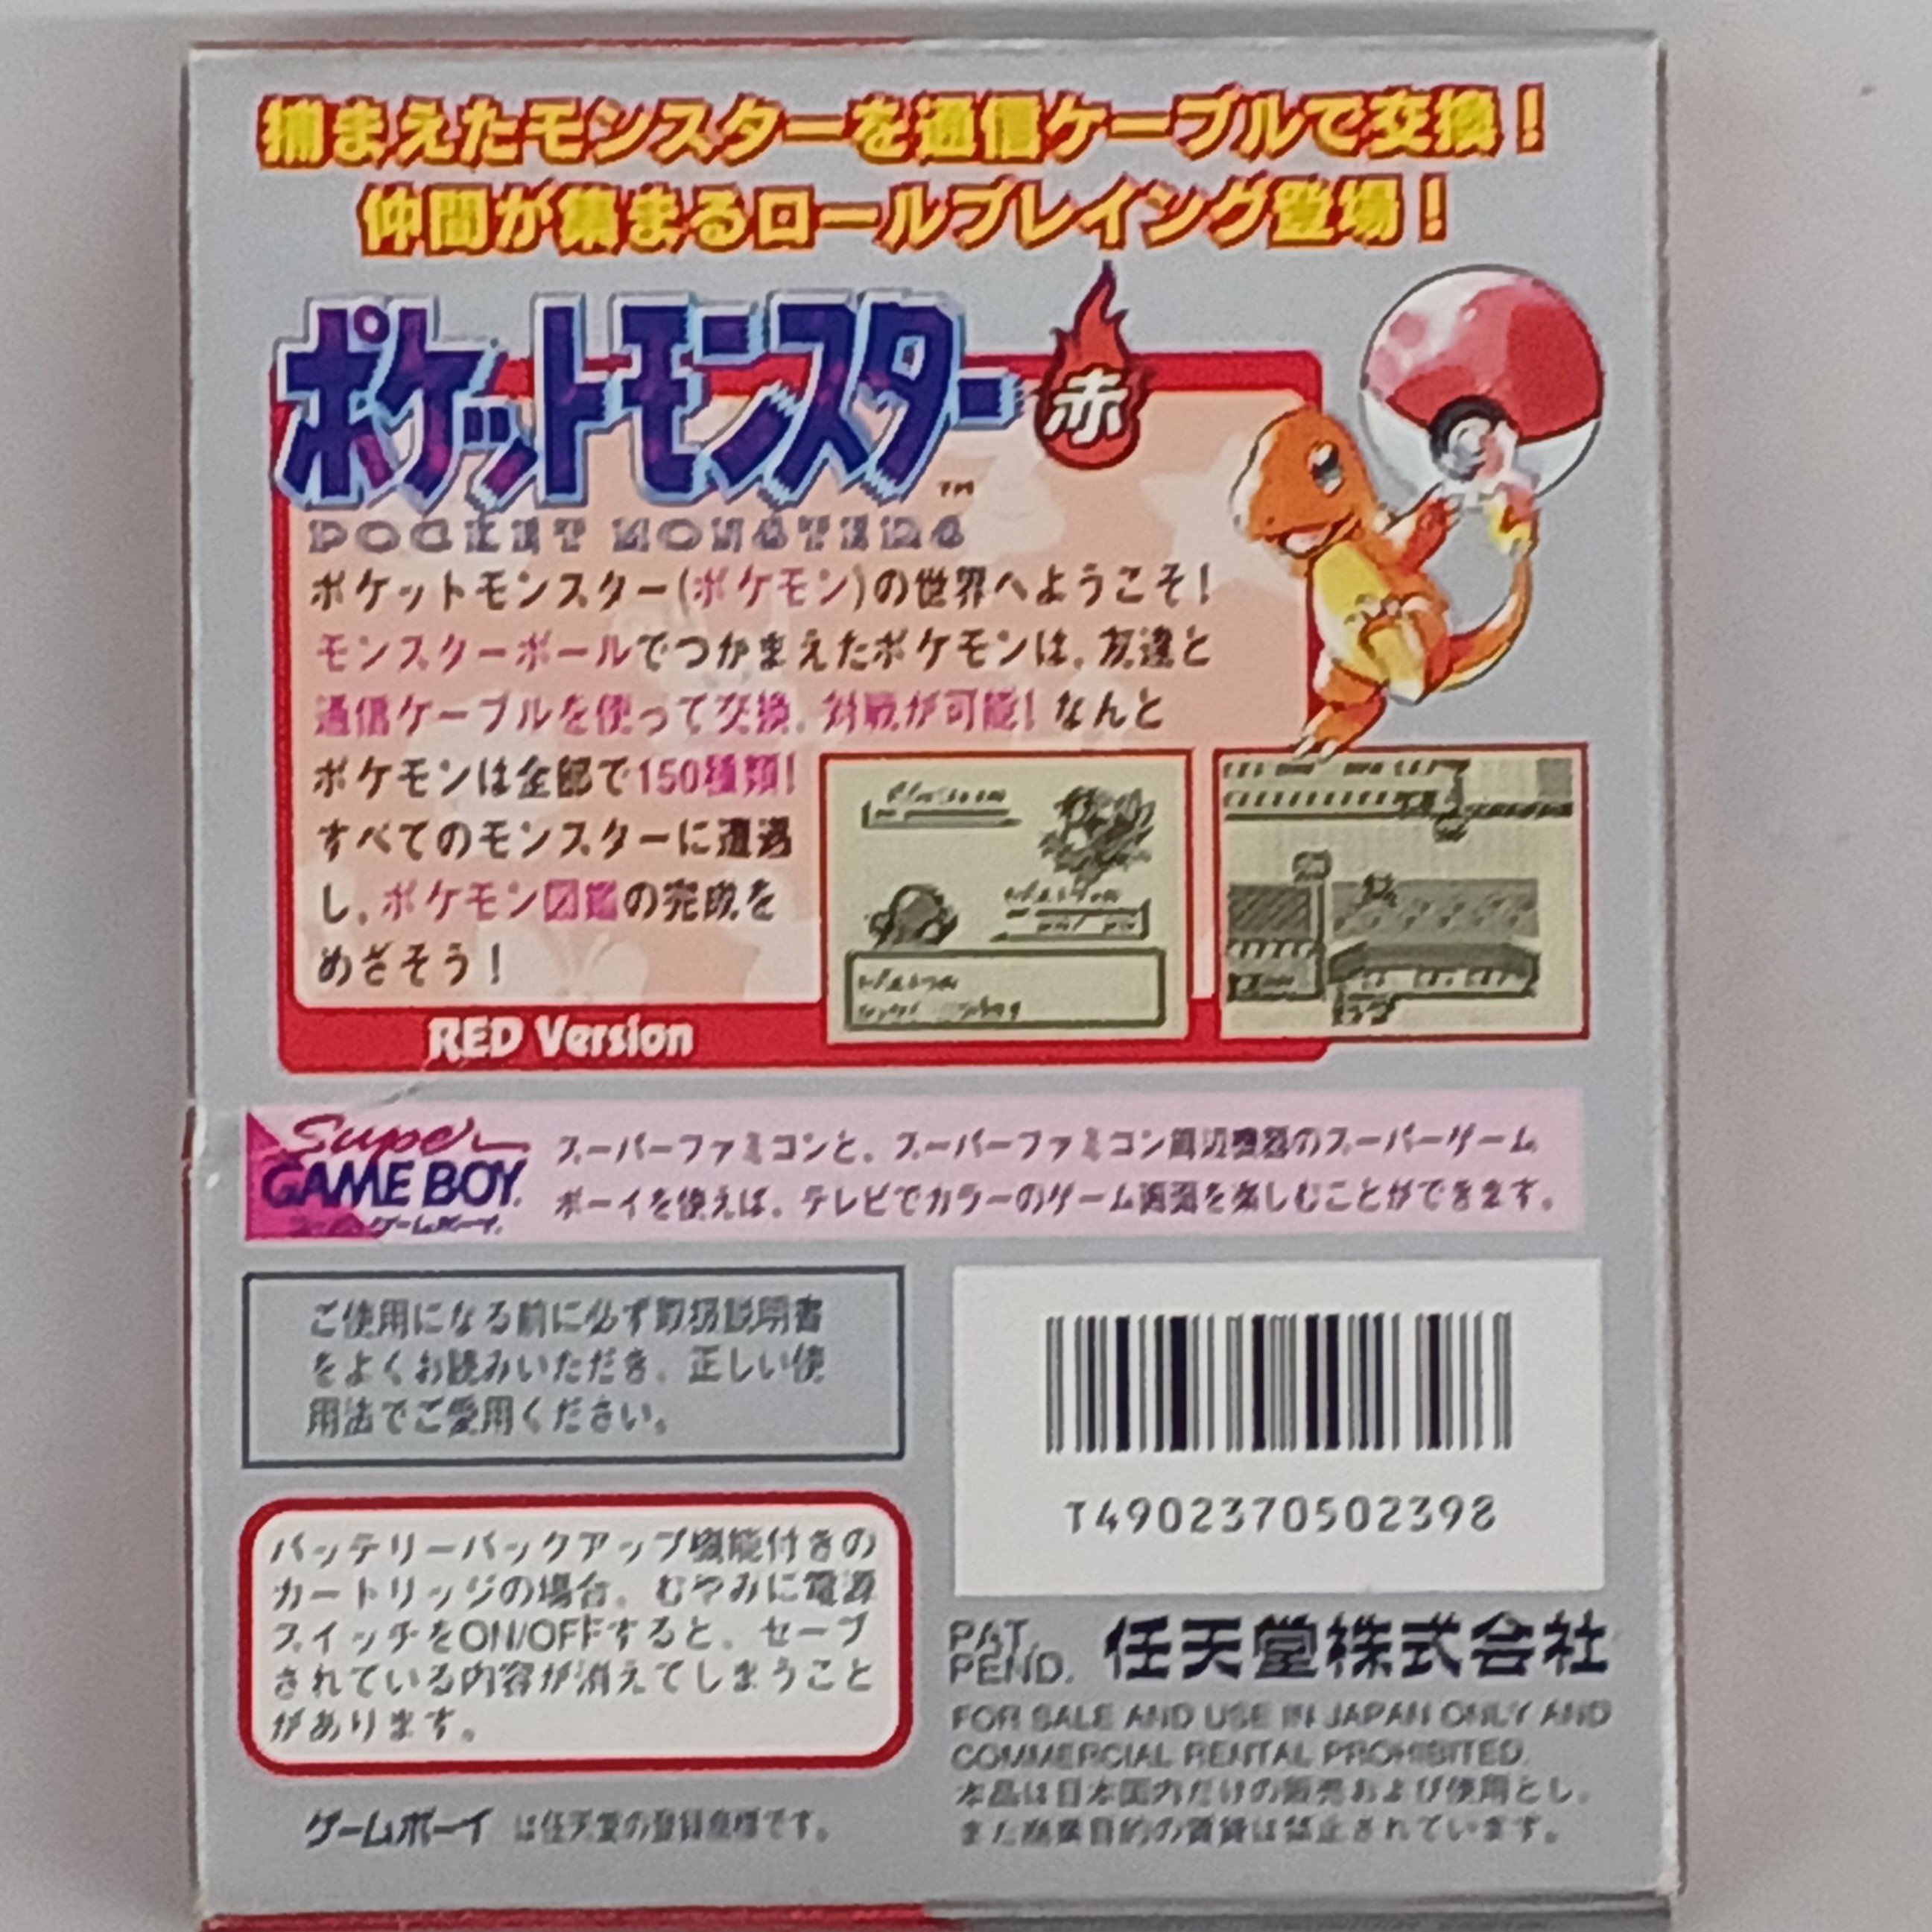 捕まえたモンスターを通信ケーブルで交換！
仲間が集まるロールプレイング登場！
ポケットモンスター 赤
TM
POCKET MONSTERS
ポケットモンスター(ポケモン)の世界へようこそ！
モンスターボールでつかまえたポケモンは、友達と
通信ケーブルを使って交換、対戦が可能！なんと
ポケモンは全部で150種類！
すべてのモンスターに遭遇
し、ポケモン図鑑の完成を
めざそう！
RED Version
Super
GAME BOY
スーパーゲームボーイ
スーパーファミコンと、スーパーファミコン周辺機器のスーパーゲーム
ボーイを使えば、テレビでカラーのゲーム画面を楽しむことができます。
ご使用になる前に必ず取扱説明書
をよくお読みいただき、正しい使
用法でご愛用ください。
バッテリーバックアップ機能付きの
カートリッジの場合、むやみに電源
スイッチをON/OFFすると、セーブ
されている内容が消えてしまうこと
があります。
ゲームボーイ は任天堂の登録商標です。
T4902370502398
PAT.
PEND. 任天堂株式会社
FOR SALE AND USE IN JAPAN ONLY AND
COMMERCIAL RENTAL PROHIBITED.
本品は日本国内だけの販売および使用とし、
また商業目的の賃貸は禁止されています。